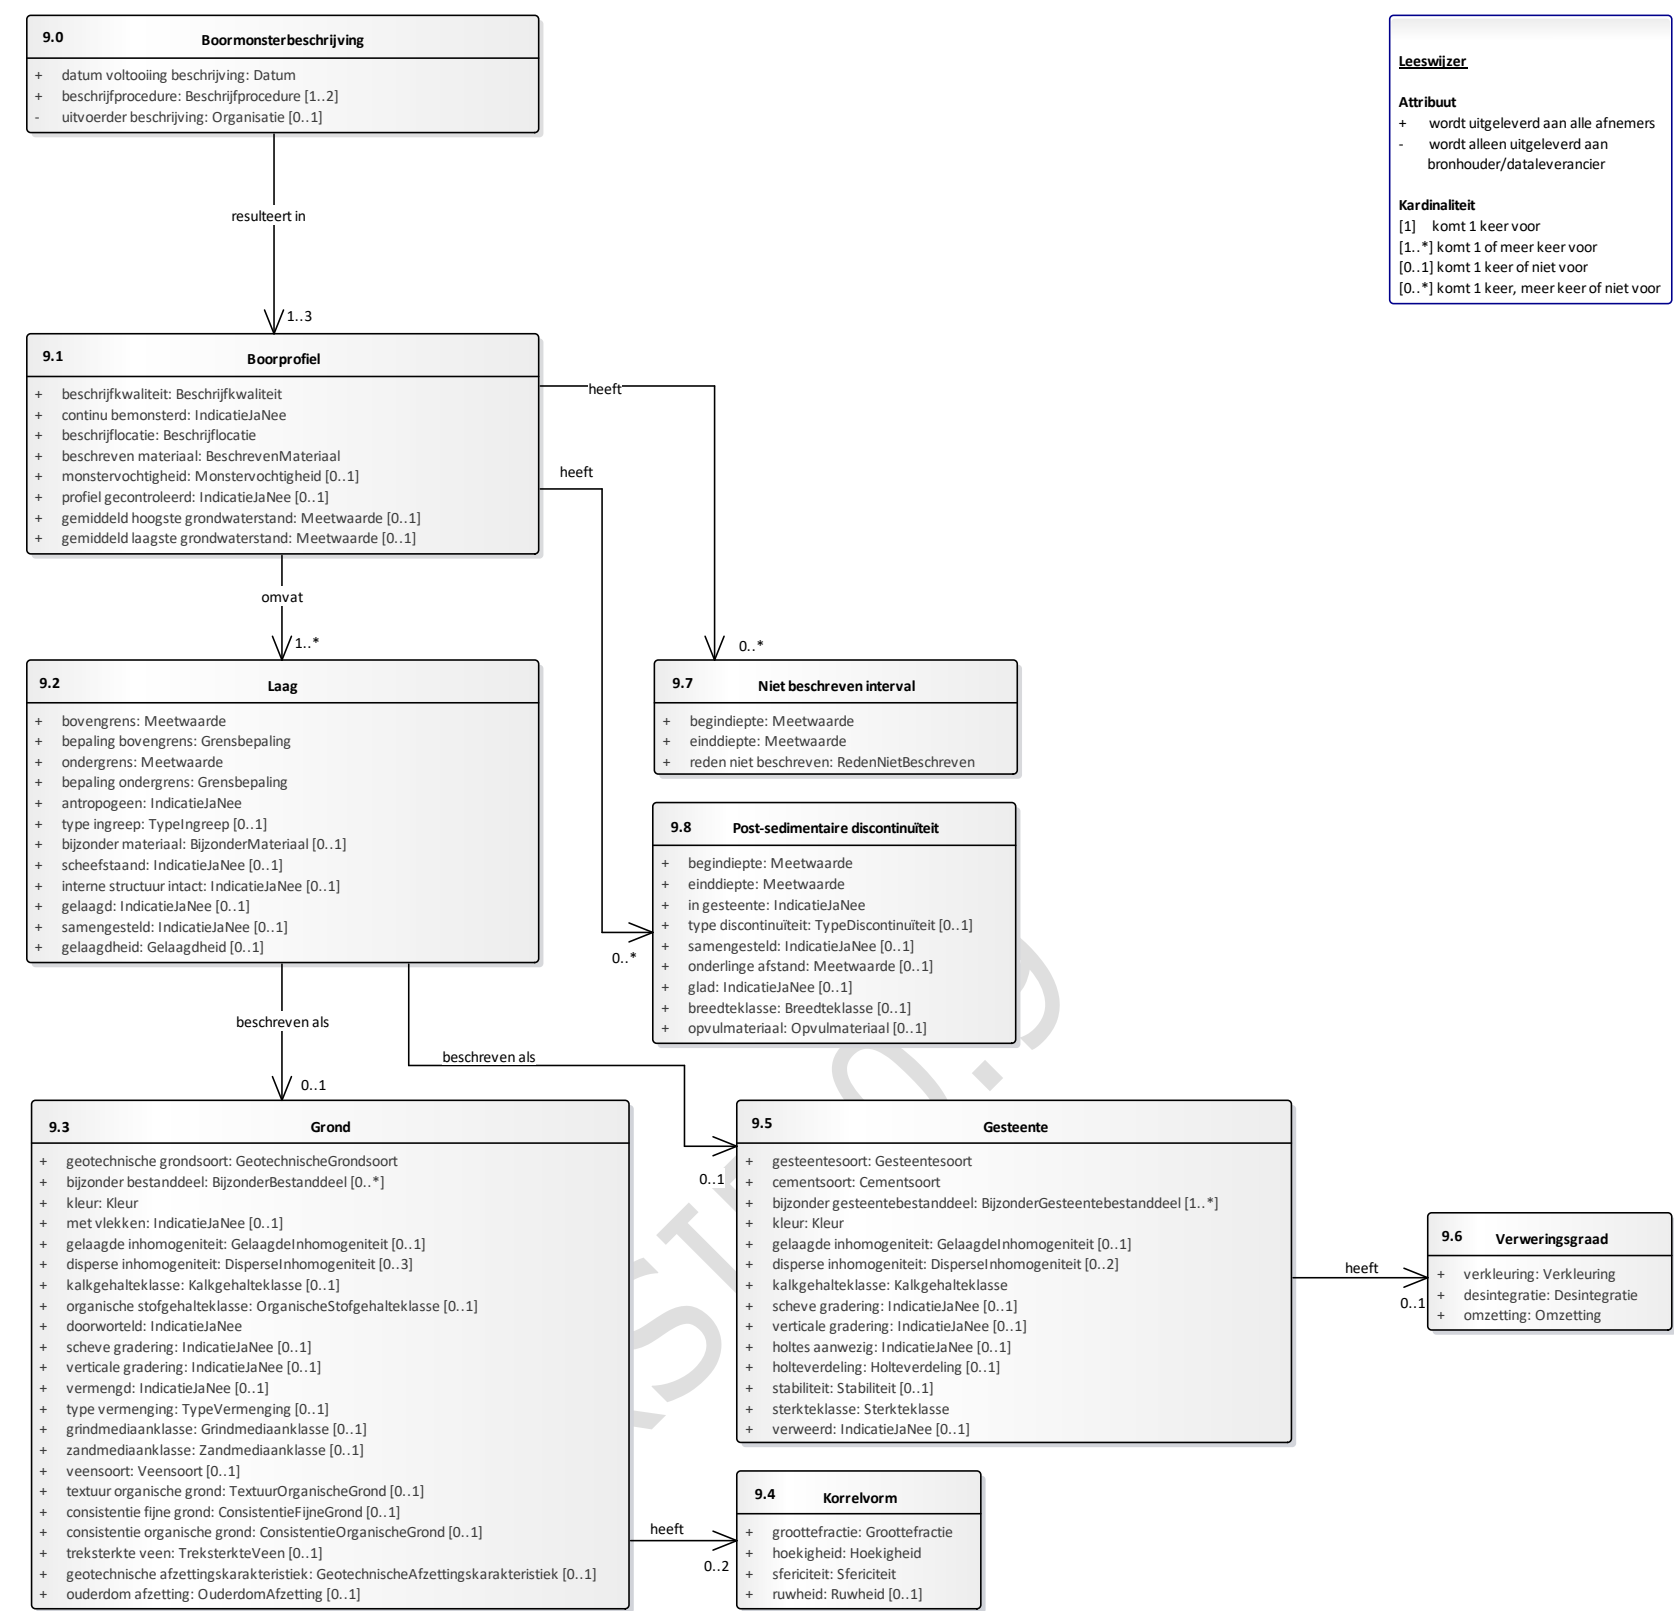 9.0 Boormonsterbeschrijving
+ datum voltooiing beschrijving: Datum
+ beschrijfprocedure: Beschrijfprocedure [1..2]
- uitvoerder beschrijving: Organisatie [0..1]
Leeswijzer
Attribuut
+ wordt uitgeleverd aan alle afnemers
- wordt alleen uitgeleverd aan
bronhouder/dataleverancier
Kardinaliteit
[1] komt 1 keer voor
[1..*] komt 1 of meer keer voor
[0..1] komt 1 keer of niet voor
[0..*] komt 1 keer, meer keer of niet voor
resulteert in
1..3
9.1 Boorprofiel
+ beschrijfkwaliteit: Beschrijfkwaliteit
+ continu bemonsterd: IndicatieJaNee
+ beschrijflocatie: Beschrijflocatie
+ beschreven materiaal: BeschrevenMateriaal
+ monstervochtigheid: Monstervochtigheid [0..1]
+ profiel gecontroleerd: IndicatieJaNee [0..1]
+ gemiddeld hoogste grondwaterstand: Meetwaarde [0..1]
+ gemiddeld laagste grondwaterstand: Meetwaarde [0..1]
heeft
heeft
omvat
1..*
0..*
9.2 Laag
+ bovengrens: Meetwaarde
+ bepaling bovengrens: Grensbepaling
+ ondergrens: Meetwaarde
+ bepaling ondergrens: Grensbepaling
+ antropogeen: IndicatieJaNee
+ type ingreep: TypeIngreep [0..1]
+ bijzonder materiaal: BijzonderMateriaal [0..1]
+ scheefstaand: IndicatieJaNee [0..1]
+ interne structuur intact: IndicatieJaNee [0..1]
+ gelaagd: IndicatieJaNee [0..1]
+ samengesteld: IndicatieJaNee [0..1]
+ gelaagdheid: Gelaagdheid [0..1]
9.7 Niet beschreven interval
+ begindiepte: Meetwaarde
+ einddiepte: Meetwaarde
+ reden niet beschreven: RedenNietBeschreven
9.8 Post-sedimentaire discontinuïteit
+ begindiepte: Meetwaarde
+ einddiepte: Meetwaarde
+ in gesteente: IndicatieJaNee
+ type discontinuïteit: TypeDiscontinuïteit [0..1]
+ samengesteld: IndicatieJaNee [0..1]
+ onderlinge afstand: Meetwaarde [0..1]
+ glad: IndicatieJaNee [0..1]
+ breedteklasse: Breedteklasse [0..1]
+ opvulmateriaal: Opvulmateriaal [0..1]
0..*
beschreven als
0..1
beschreven als
0..1
9.3 Grond
+ geotechnische grondsoort: GeotechnischeGrondsoort
+ bijzonder bestanddeel: BijzonderBestanddeel [0..*]
+ kleur: Kleur
+ met vlekken: IndicatieJaNee [0..1]
+ gelaagde inhomogeniteit: GelaagdeInhomogeniteit [0..1]
+ disperse inhomogeniteit: DisperseInhomogeniteit [0..3]
+ kalkgehalteklasse: Kalkgehalteklasse [0..1]
+ organische stofgehalteklasse: OrganischeStofgehalteklasse [0..1]
+ doorworteld: IndicatieJaNee
+ scheve gradering: IndicatieJaNee [0..1]
+ verticale gradering: IndicatieJaNee [0..1]
+ vermengd: IndicatieJaNee [0..1]
+ type vermenging: TypeVermenging [0..1]
+ grindmediaanklasse: Grindmediaanklasse [0..1]
+ zandmediaanklasse: Zandmediaanklasse [0..1]
+ veensoort: Veensoort [0..1]
+ textuur organische grond: TextuurOrganischeGrond [0..1]
+ consistentie fijne grond: ConsistentieFijneGrond [0..1]
+ consistentie organische grond: ConsistentieOrganischeGrond [0..1]
+ treksterkte veen: TreksterkteVeen [0..1]
+ geotechnische afzettingskarakteristiek: GeotechnischeAfzettingskarakteristiek [0..1]
+ ouderdom afzetting: OuderdomAfzetting [0..1]
9.5 Gesteente
+ gesteentesoort: Gesteentesoort
+ cementsoort: Cementsoort
+ bijzonder gesteentebestanddeel: BijzonderGesteentebestanddeel [1..*]
+ kleur: Kleur
+ gelaagde inhomogeniteit: GelaagdeInhomogeniteit [0..1]
+ disperse inhomogeniteit: DisperseInhomogeniteit [0..2]
+ kalkgehalteklasse: Kalkgehalteklasse
+ scheve gradering: IndicatieJaNee [0..1]
+ verticale gradering: IndicatieJaNee [0..1]
+ holtes aanwezig: IndicatieJaNee [0..1]
+ holteverdeling: Holteverdeling [0..1]
+ stabiliteit: Stabiliteit [0..1]
+ sterkteklasse: Sterkteklasse
+ verweerd: IndicatieJaNee [0..1]
heeft
0..1
9.6 Verweringsgraad
+ verkleuring: Verkleuring
+ desintegratie: Desintegratie
+ omzetting: Omzetting
heeft
0..2
9.4 Korrelvorm
+ groottefractie: Groottefractie
+ hoekigheid: Hoekigheid
+ sfericiteit: Sfericiteit
+ ruwheid: Ruwheid [0..1]